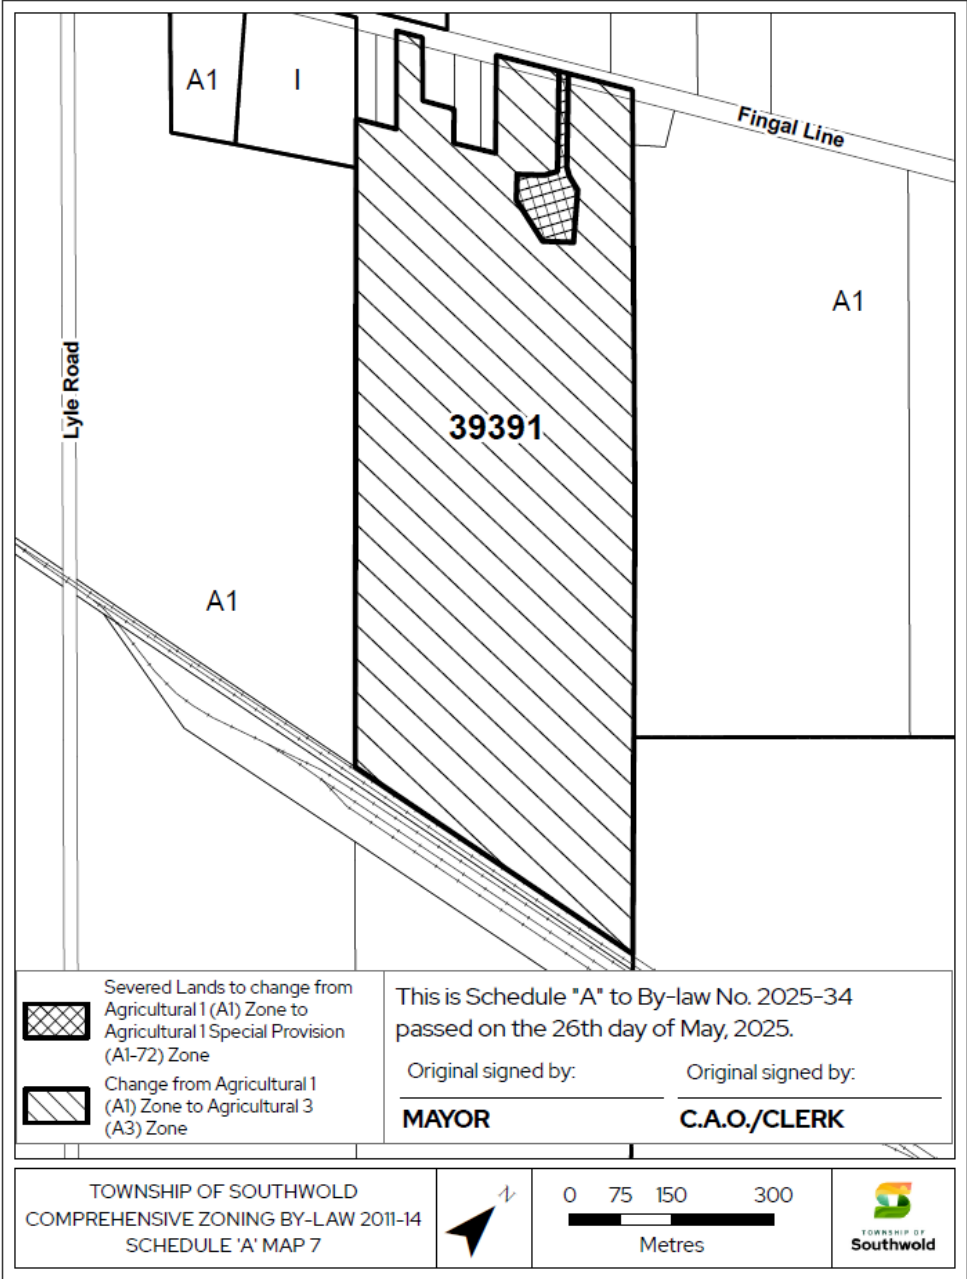 A1
I
Fingal Line
A1
Lyle Road
39391
A1
Severed Lands to change from
Agricultural 1 (A1) Zone to
Agricultural 1 Special Provision
(A1-72) Zone
Change from Agricultural 1
(A1) Zone to Agricultural 3
(A3) Zone
This is Schedule "A" to By-law No. 2025-34
passed on the 26th day of May, 2025.
Original signed by:
MAYOR
Original signed by:
C.A.O./CLERK
TOWNSHIP OF SOUTHWOLD
COMPREHENSIVE ZONING BY-LAW 2011-14
SCHEDULE 'A' MAP 7
N
0 75 150 300
Metres
TOWNSHIP OF
Southwold